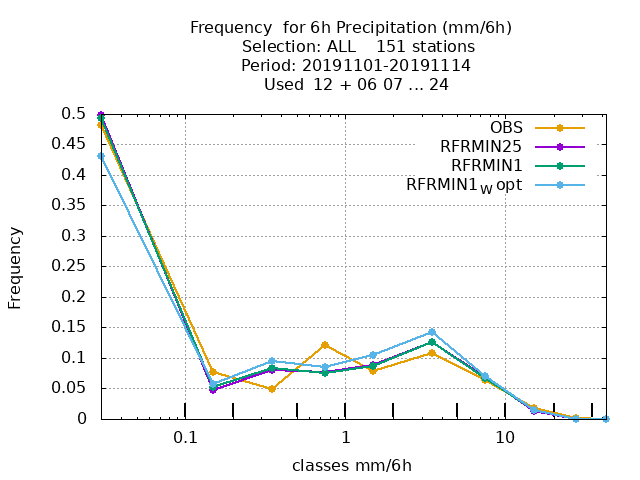 Frequency  for 6h Precipitation (mm/6h)
Selection: ALL    151 stations
Period: 20191101-20191114
Used  12 + 06 07 ... 24
0.5
0.45
0.4
0.35
0.3
0.25
0.2
0.15
0.1
0.05
0
Frequency
OBS
RFRMIN25
RFRMIN1
RFRMIN1w opt
0.1
1
10
classes mm/6h